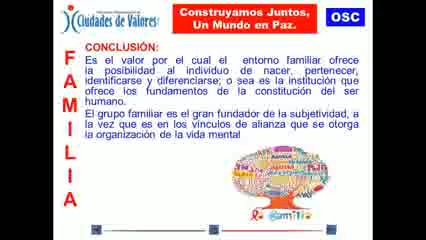 Ciudades de Valores
Construyamos Juntos,
Un Mundo en Paz.
OSC
FAMILIA
CONCLUSIÓN:
Es el valor por el cual el entorno familiar ofrece
la posibilidad al individuo de nacer, pertenecer,
identificarse y diferenciarse; o sea es la institución que
ofrece los fundamentos de la constitución del ser
humano.
El grupo familiar es el gran fundador de la subjetividad, a
la vez que es en los vínculos de alianza que se otorga
la organización de la vida mental
La Familia